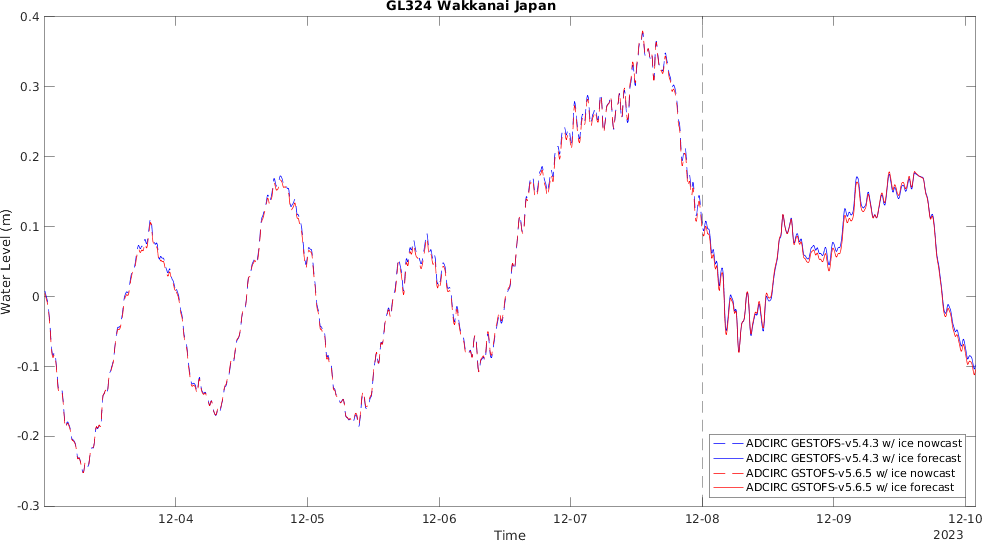 GL324 Wakkanai Japan
0.4
0.3
0.2
0.1
0
-0.1
-0.2
-0.3
Water Level (m)
ADCIRC GESTOFS-v5.4.3 w/ ice nowcast
ADCIRC GESTOFS-v5.4.3 w/ ice forecast
ADCIRC GSTOFS-v5.6.5 w/ ice nowcast
ADCIRC GSTOFS-v5.6.5 w/ ice forecast
12-04 12-05 12-06 12-07 12-08 12-09 12-10
Time
2023